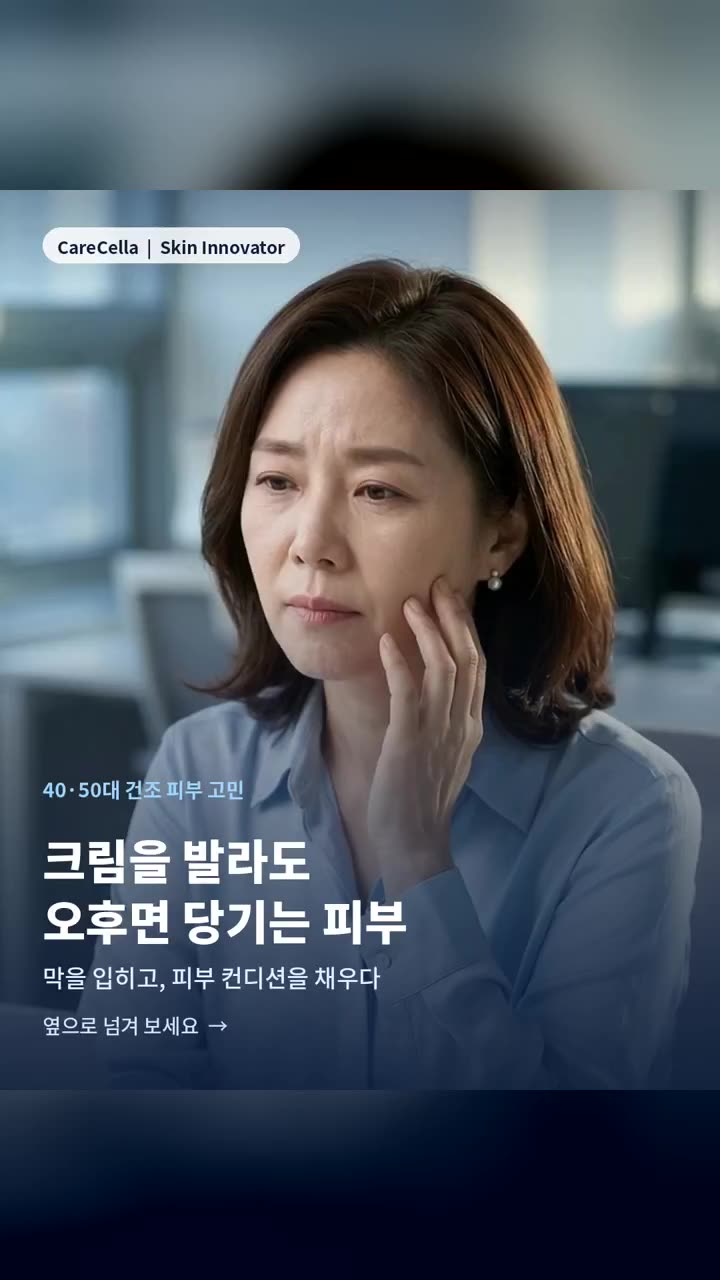 CareCella | Skin Innovator
40·50대 건조 피부 고민
크림을 발라도
오후면 당기는 피부
막을 입히고, 피부 컨디션을 채우다
옆으로 넘겨 보세요 →